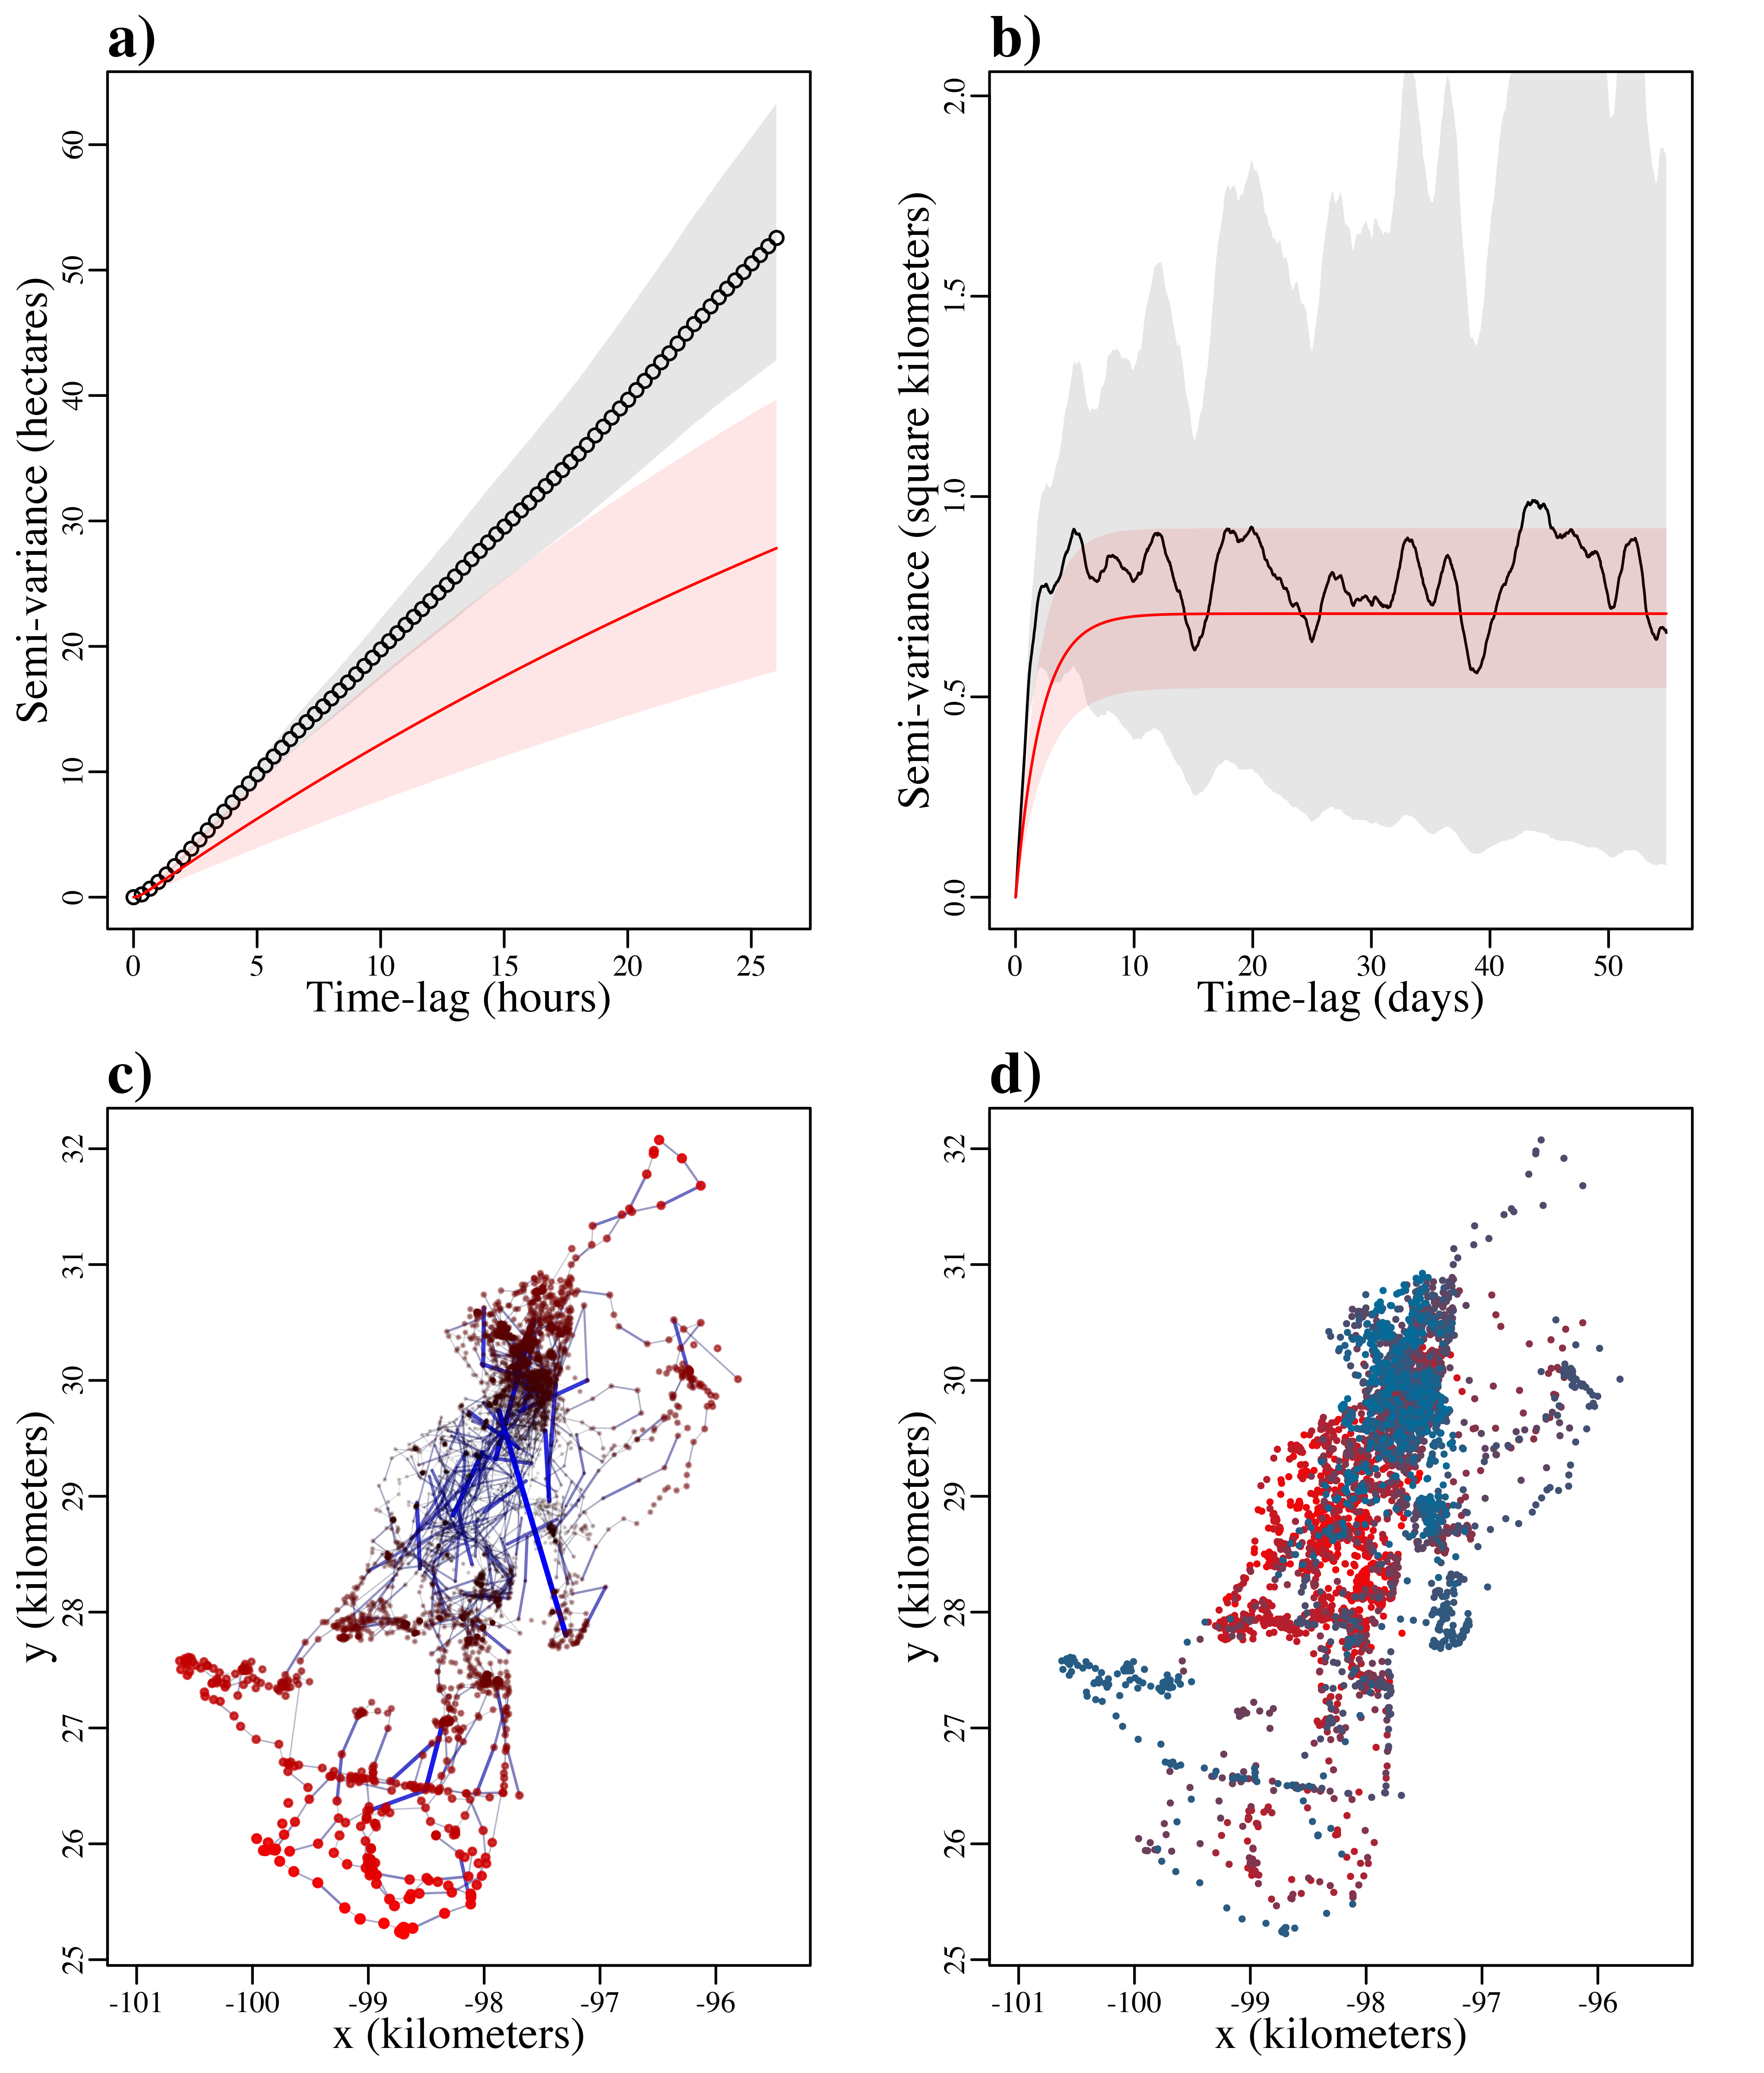 a)
Semi-variance (hectares)
60
50
40
30
20
10
0
0 5 10 15 20 25
Time-lag (hours)
b)
Semi-variance (square kilometers)
2.0
1.5
1.0
0.5
0.0
0 10 20 30 40 50
Time-lag (days)
c)
y (kilometers)
32
31
30
29
28
27
26
25
-101 -100 -99 -98 -97 -96
x (kilometers)
d)
y (kilometers)
32
31
30
29
28
27
26
25
-101 -100 -99 -98 -97 -96
x (kilometers)